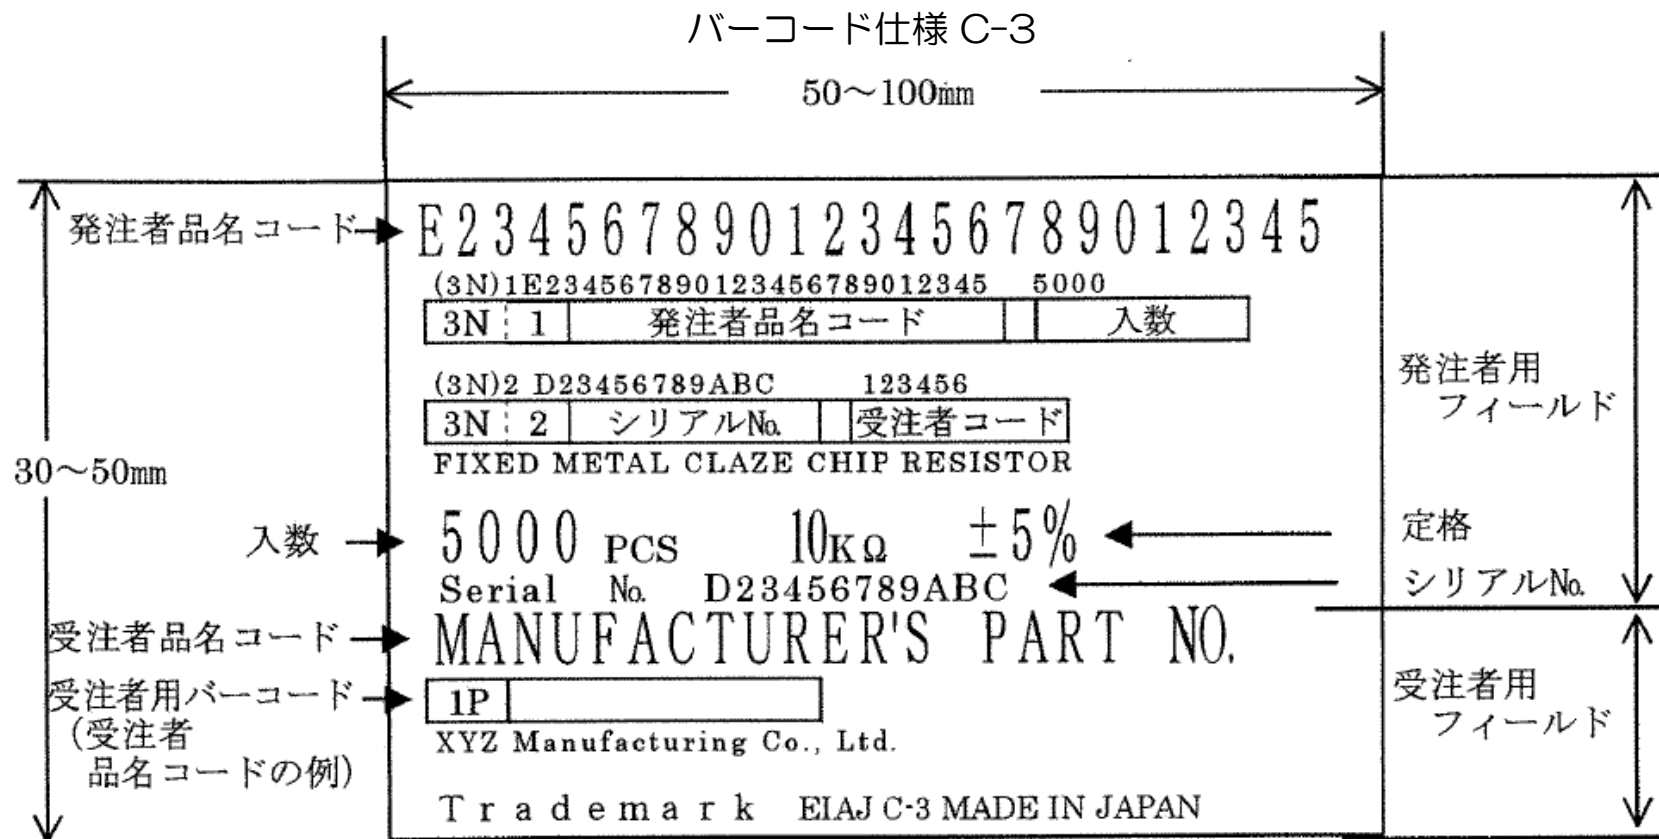 バーコード仕様 C-3
50～100mm
発注者品名コード
E234567890123456789012345
(3N)1E234567890123456789012345 5000
3N 1 発注者品名コード 入数
(3N)2 D23456789ABC 123456
3N 2 シリアルNo. 受注者コード
発注者用
フィールド
30～50mm
FIXED METAL CLAZE CHIP RESISTOR
入数
5000 PCS 10KΩ ±5%
定格
Serial No. D23456789ABC
シリアルNo.
受注者品名コード
MANUFACTURER'S PART NO.
受注者用バーコード
(受注者
品名コードの例)
1P
受注者用
フィールド
XYZ Manufacturing Co., Ltd.
Trademark EIAJ C-3 MADE IN JAPAN